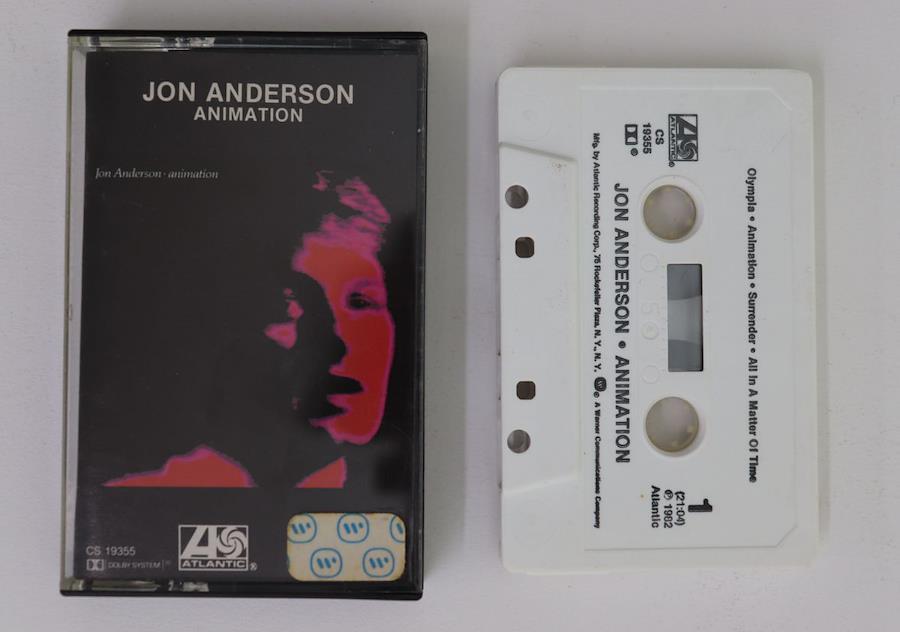 JON ANDERSON
ANIMATION
Jon Anderson · animation
CS 19355
DOLBY SYSTEM
ATLANTIC®
Olympia • Animation • Surrender • All In A Matter Of Time
ATLANTIC®
CS
19355
1
(21:04)
℗ 1982
Atlantic
50
JON ANDERSON • ANIMATION
Mfg. by Atlantic Recording Corp., 75 Rockefeller Plaza, N. Y., N. Y. ℗ A Warner Communications Company